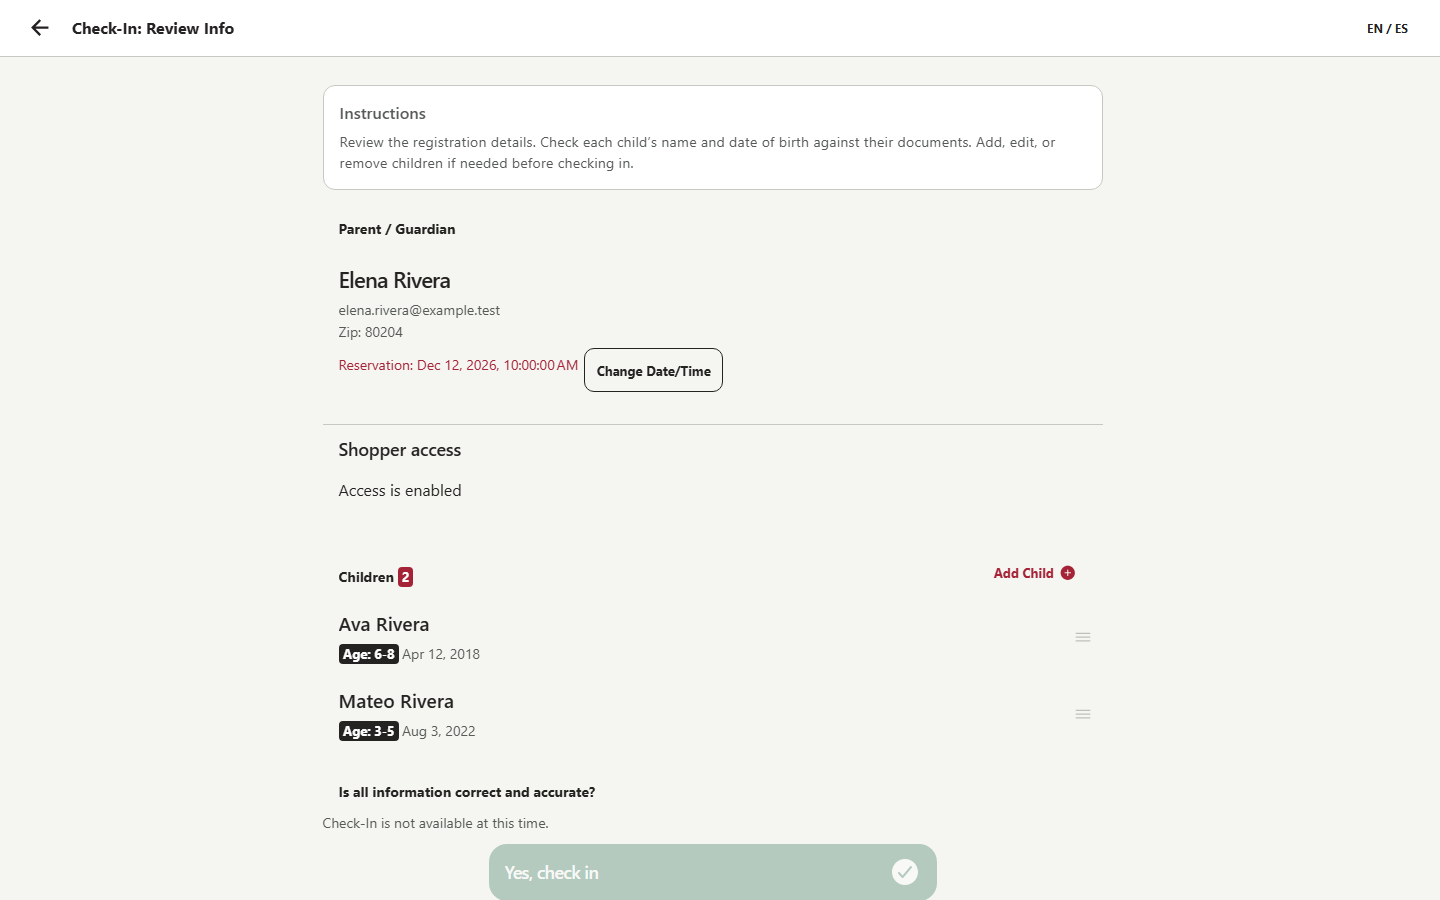 Check-In: Review Info
EN / ES
Instructions
Review the registration details. Check each child’s name and date of birth against their documents. Add, edit, or
remove children if needed before checking in.
Parent / Guardian
Elena Rivera
elena.rivera@example.test
Zip: 80204
Reservation: Dec 12, 2026, 10:00:00 AM
Change Date/Time
Shopper access
Access is enabled
Children 2
Add Child
Ava Rivera
Age: 6-8 Apr 12, 2018
Mateo Rivera
Age: 3-5 Aug 3, 2022
Is all information correct and accurate?
Check-In is not available at this time.
Yes, check in